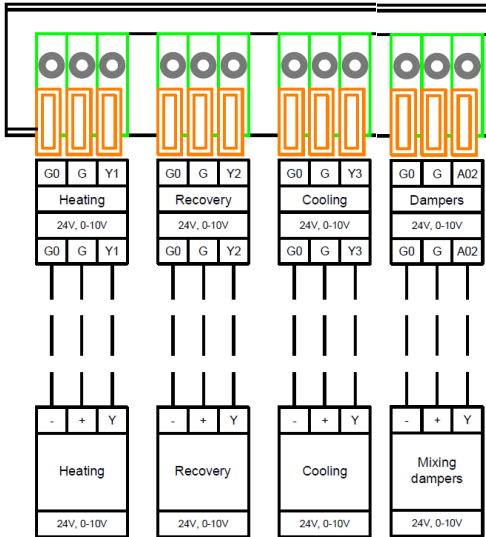 G0 G Y1 G0 G Y2 G0 G Y3 G0 G A02
Heating Recovery Cooling Dampers
24V, 0-10V 24V, 0-10V 24V, 0-10V 24V, 0-10V
G0 G Y1 G0 G Y2 G0 G Y3 G0 G A02
- + Y - + Y - + Y - + Y
Heating Recovery Cooling Mixing
dampers
24V, 0-10V 24V, 0-10V 24V, 0-10V 24V, 0-10V